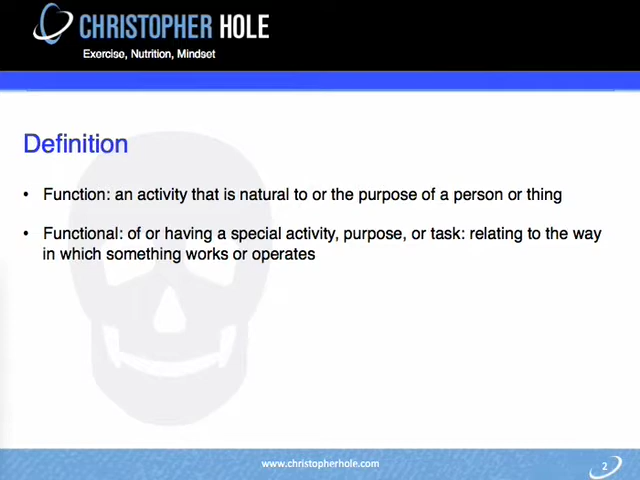 CHRISTOPHER HOLE
Exercise, Nutrition, Mindset
Definition
• Function: an activity that is natural to or the purpose of a person or thing
• Functional: of or having a special activity, purpose, or task: relating to the way
in which something works or operates
www.christopherhole.com
2